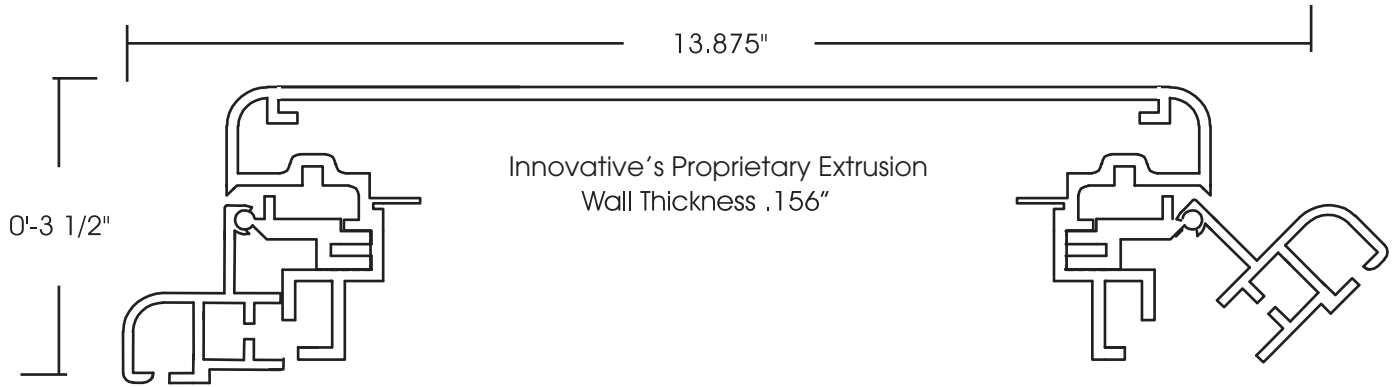 13.875"
Innovative's Proprietary Extrusion
Wall Thickness .156"
0'-3 1/2"